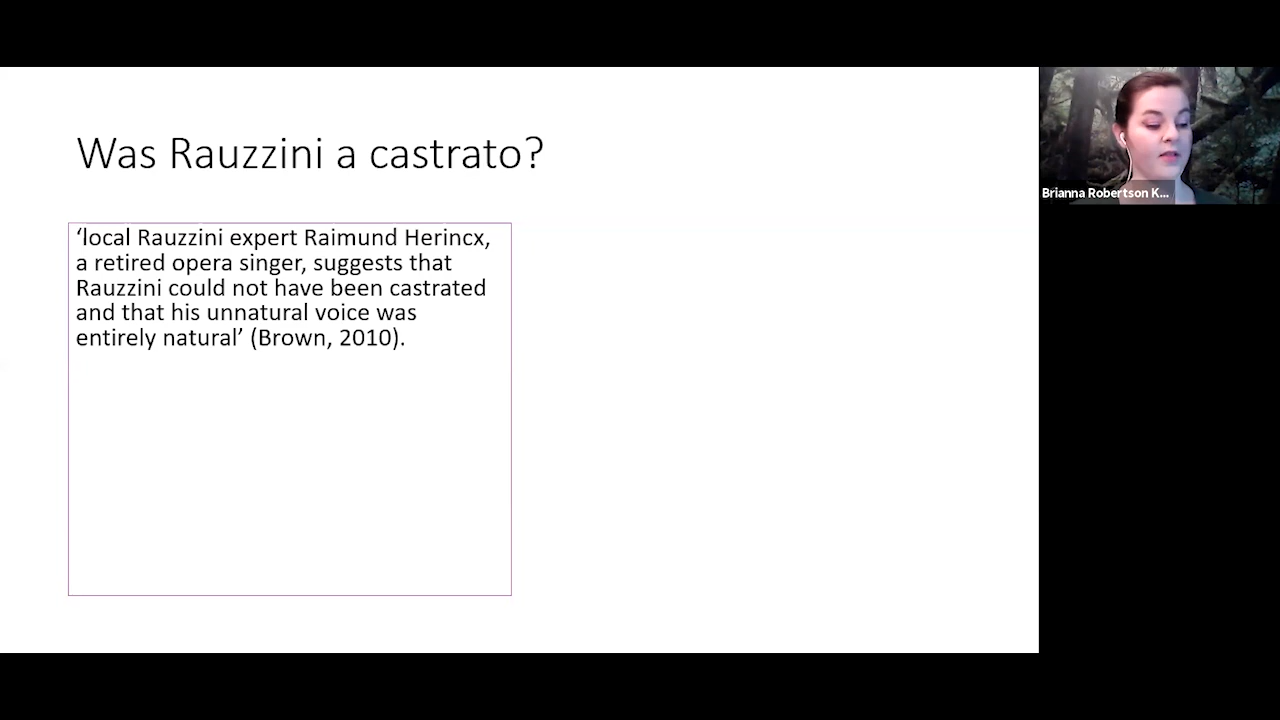 Was Rauzzini a castrato?
‘local Rauzzini expert Raimund Herincx,
a retired opera singer, suggests that
Rauzzini could not have been castrated
and that his unnatural voice was
entirely natural’ (Brown, 2010).
Brianna Robertson K...